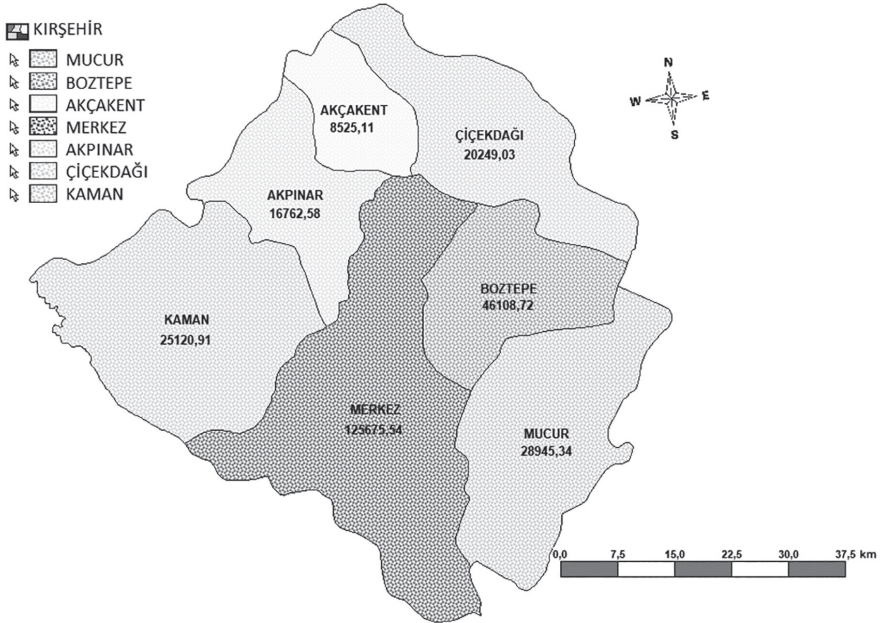 KIRŞEHİR
MUCUR
BOZTEPE
AKÇAKENT
MERKEZ
AKPINAR
ÇİÇEKDAĞI
KAMAN
N
W E
S
AKÇAKENT
8525,11
ÇİÇEKDAĞI
20249,03
AKPINAR
16762,58
BOZTEPE
46108,72
KAMAN
25120,91
MERKEZ
125675,54
MUCUR
28945,34
0,0 7,5 15,0 22,5 30,0 37,5 km